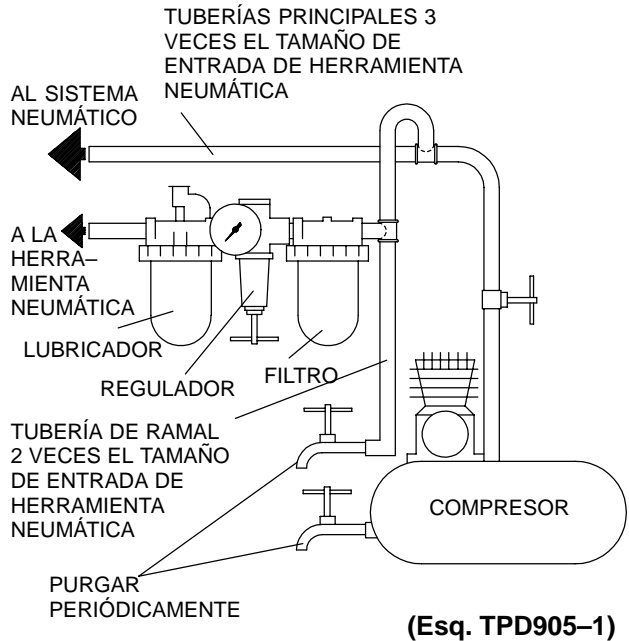 TUBERÍAS PRINCIPALES 3
VECES EL TAMAÑO DE
ENTRADA DE HERRAMIENTA
NEUMÁTICA
AL SISTEMA
NEUMÁTICO
A LA
HERRA–
MIENTA
NEUMÁTICA
LUBRICADOR
REGULADOR
FILTRO
TUBERÍA DE RAMAL
2 VECES EL TAMAÑO
DE ENTRADA DE
HERRAMIENTA
NEUMÁTICA
COMPRESOR
PURGAR
PERIÓDICAMENTE
(Esq. TPD905–1)